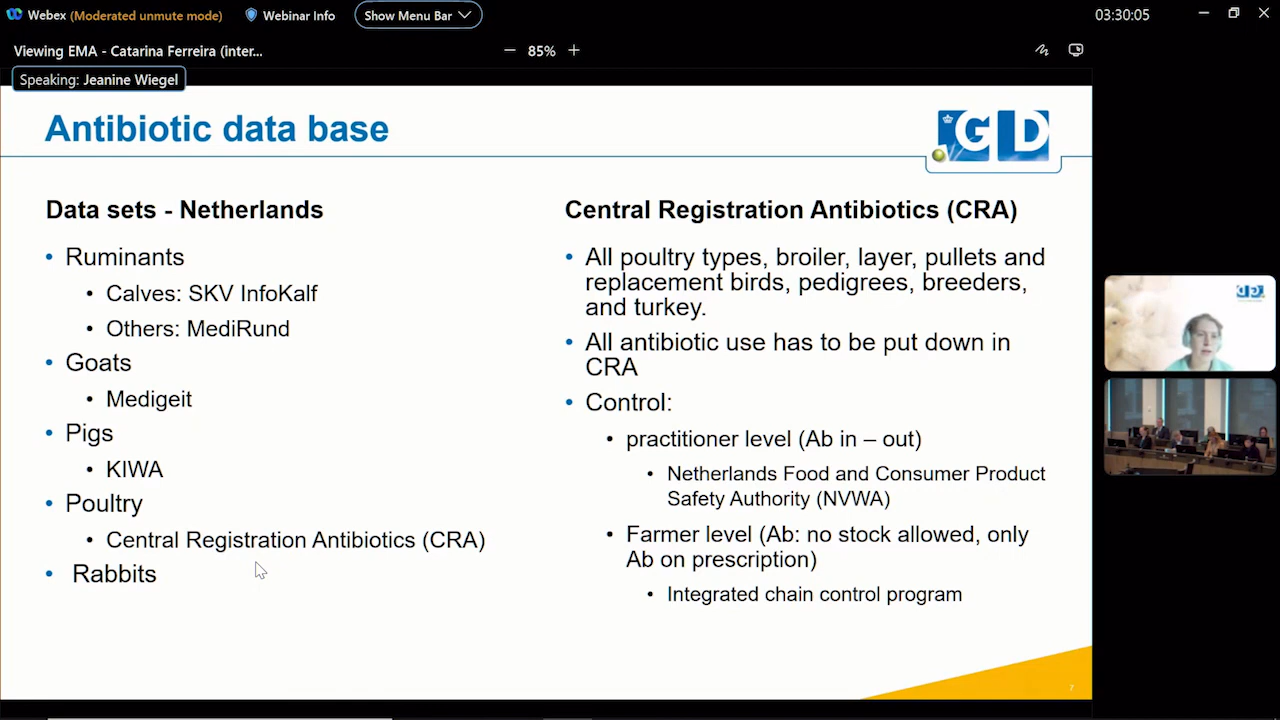 Webex (Moderated unmute mode) Webinar Info Show Menu Bar 03:30:05
Viewing EMA - Catarina Ferreira (inter... 85%
Speaking: Jeanine Wiegel
Antibiotic data base
GD
Data sets - Netherlands
• Ruminants
• Calves: SKV InfoKalf
• Others: MediRund
• Goats
• Medigeit
• Pigs
• KIWA
• Poultry
• Central Registration Antibiotics (CRA)
• Rabbits
Central Registration Antibiotics (CRA)
• All poultry types, broiler, layer, pullets and
replacement birds, pedigrees, breeders,
and turkey.
• All antibiotic use has to be put down in
CRA
• Control:
• practitioner level (Ab in – out)
• Netherlands Food and Consumer Product
Safety Authority (NVWA)
• Farmer level (Ab: no stock allowed, only
Ab on prescription)
• Integrated chain control program
7
GD